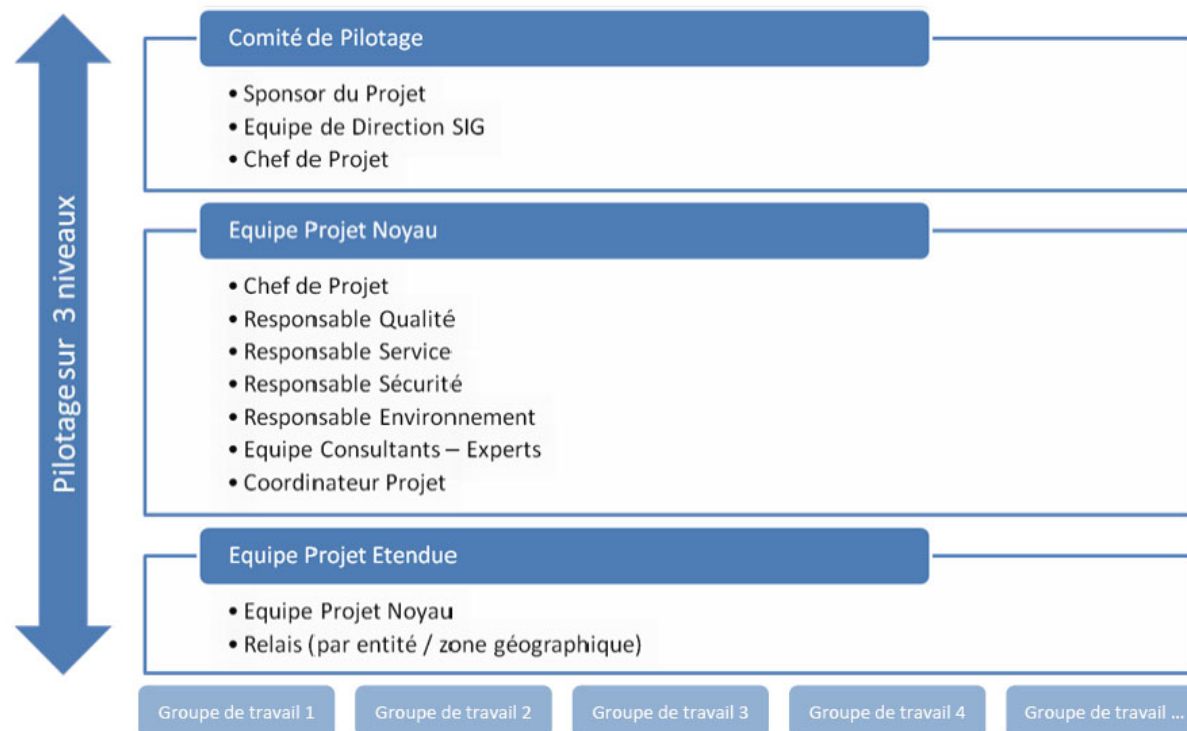 Pilotage sur 3 niveaux
Comité de Pilotage
• Sponsor du Projet
• Equipe de Direction SIG
• Chef de Projet
Equipe Projet Noyau
• Chef de Projet
• Responsable Qualité
• Responsable Service
• Responsable Sécurité
• Responsable Environnement
• Equipe Consultants – Experts
• Coordinateur Projet
Equipe Projet Etendue
• Equipe Projet Noyau
• Relais (par entité / zone géographique)
Groupe de travail 1
Groupe de travail 2
Groupe de travail 3
Groupe de travail 4
Groupe de travail ...